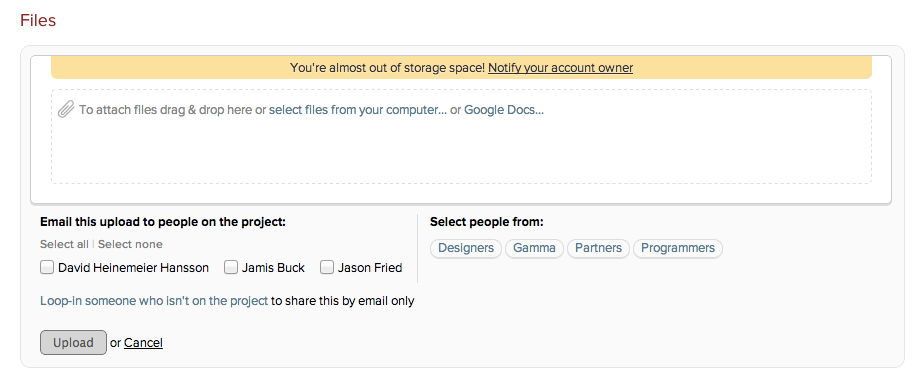 Files
You're almost out of storage space! Notify your account owner
To attach files drag & drop here or select files from your computer... or Google Docs...
Email this upload to people on the project:
Select all | Select none
David Heinemeier Hansson Jamis Buck Jason Fried
Select people from:
Designers Gamma Partners Programmers
Loop-in someone who isn't on the project to share this by email only
Upload or Cancel